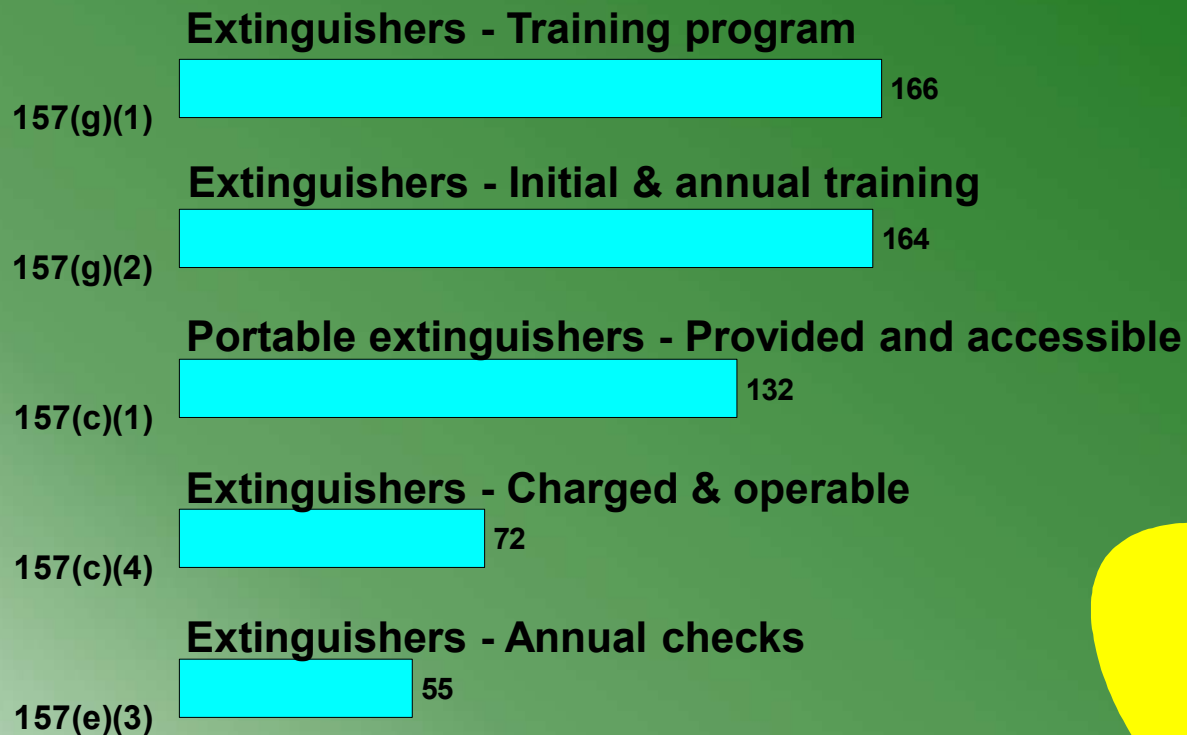 Extinguishers - Training program
166
157(g)(1)
Extinguishers - Initial & annual training
164
157(g)(2)
Portable extinguishers - Provided and accessible
132
157(c)(1)
Extinguishers - Charged & operable
72
157(c)(4)
Extinguishers - Annual checks
55
157(e)(3)